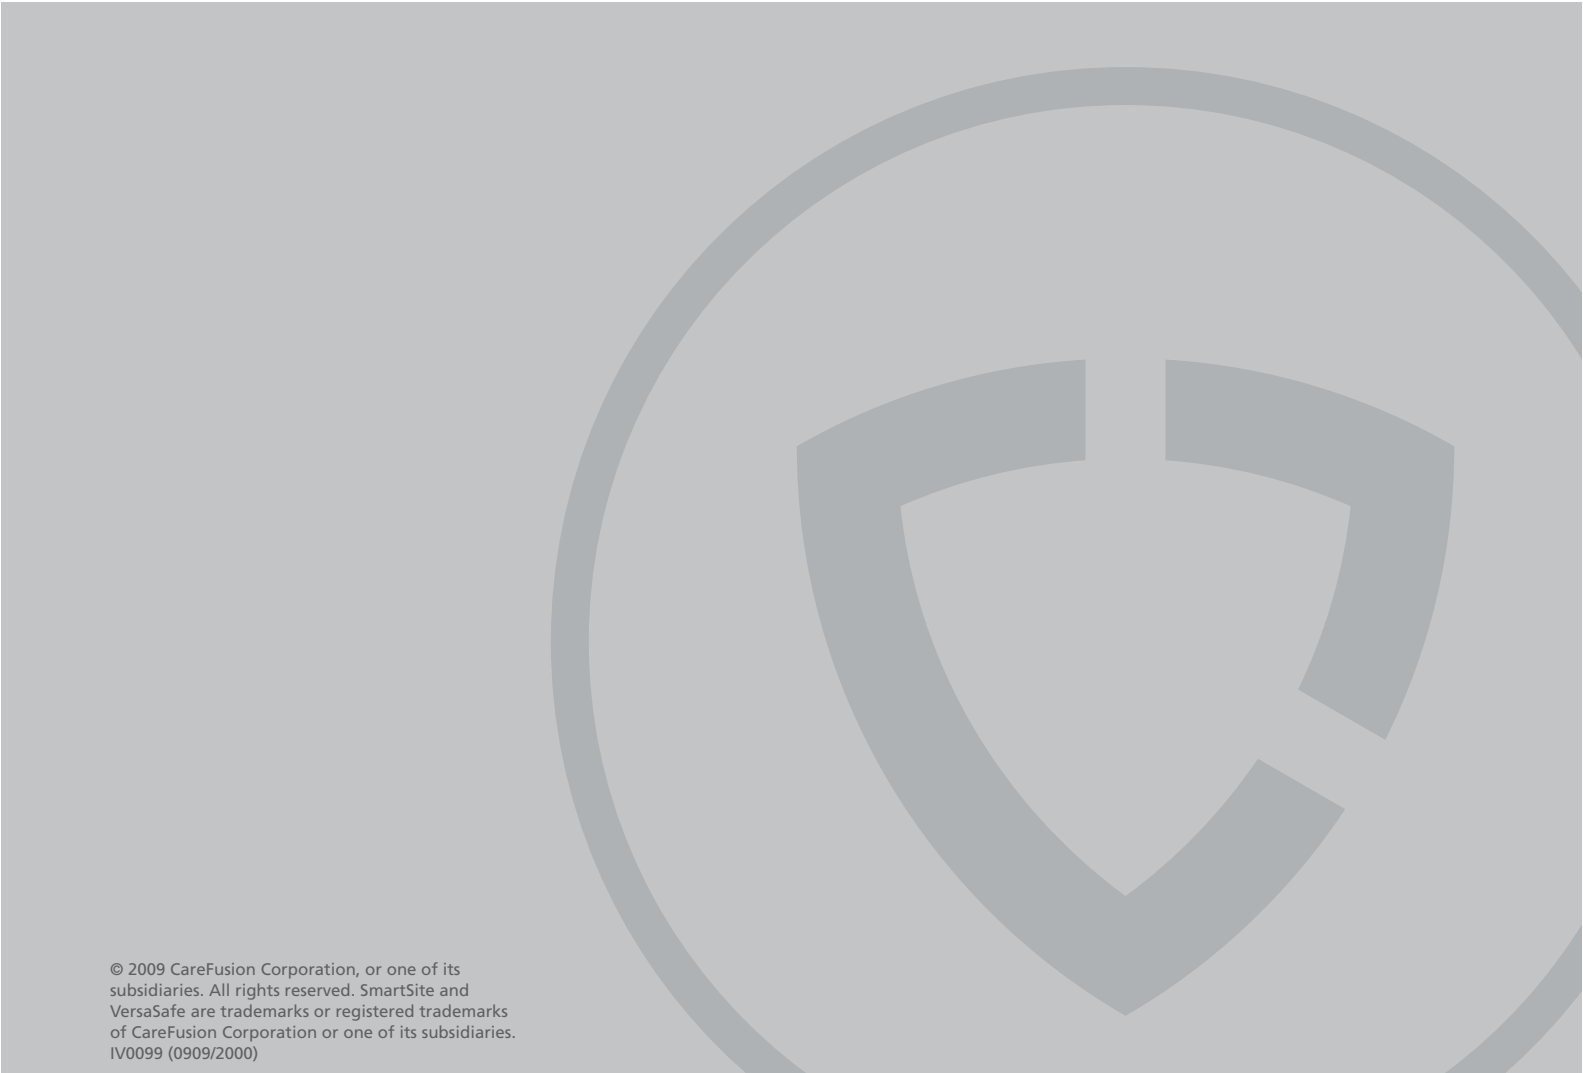 © 2009 CareFusion Corporation, or one of its
subsidiaries. All rights reserved. SmartSite and
VersaSafe are trademarks or registered trademarks
of CareFusion Corporation or one of its subsidiaries.
IV0099 (0909/2000)